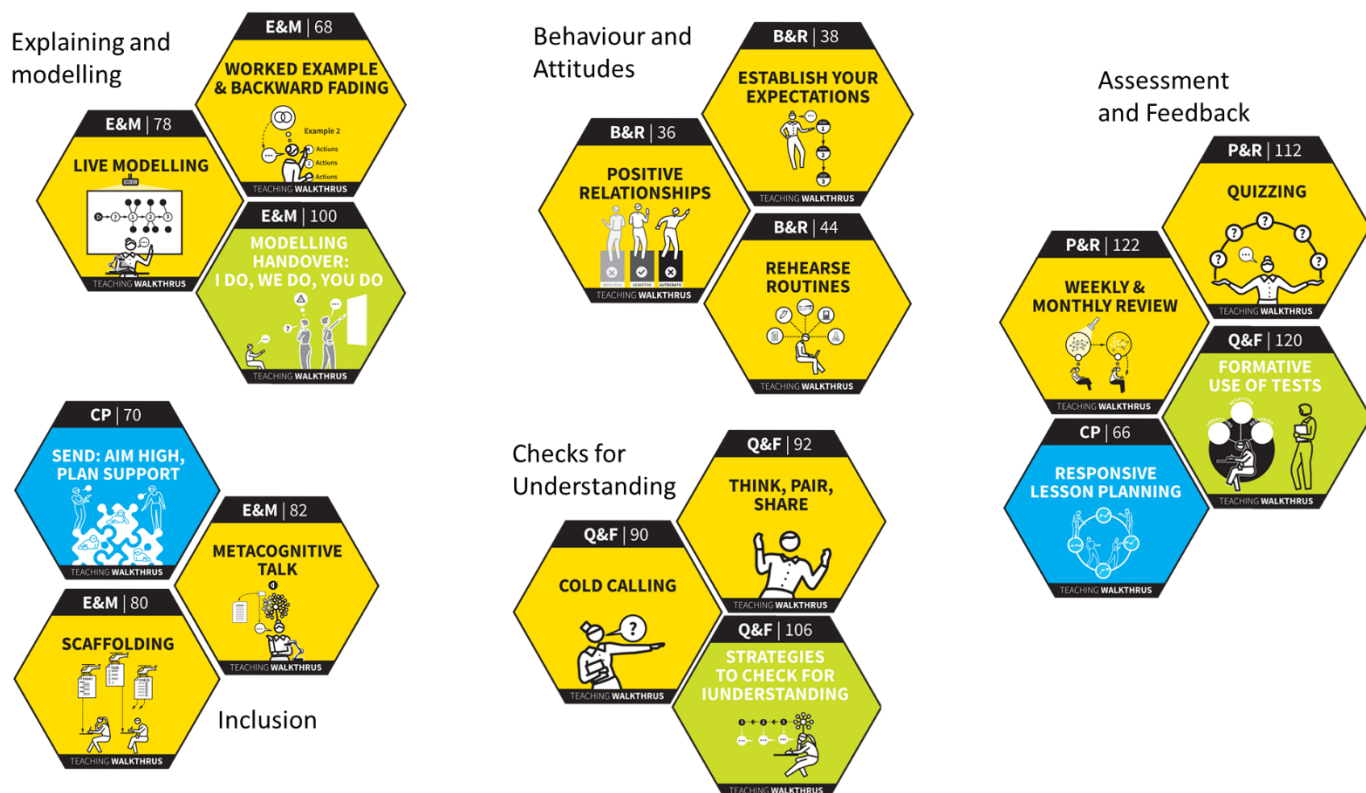 Explaining and
modelling
E&M | 68
WORKED EXAMPLE
& BACKWARD FADING
Example 2
Actions
Actions
Actions
TEACHING WALKTHRUS
E&M | 78
LIVE MODELLING
TEACHING WALKTHRUS
E&M | 100
MODELLING
HANDOVER:
I DO, WE DO, YOU DO
TEACHING WALKTHRUS
Behaviour and
Attitudes
B&R | 38
ESTABLISH YOUR
EXPECTATIONS
1
2
3
TEACHING WALKTHRUS
B&R | 36
POSITIVE
RELATIONSHIPS
ASSERTIVE
AUTOCRATIC
TEACHING WALKTHRUS
B&R | 44
REHEARSE
ROUTINES
TEACHING WALKTHRUS
Assessment
and Feedback
P&R | 112
QUIZZING
? ? ? ? ?
TEACHING WALKTHRUS
P&R | 122
WEEKLY &
MONTHLY REVIEW
TEACHING WALKTHRUS
Q&F | 120
FORMATIVE
USE OF TESTS
TEACHING WALKTHRUS
CP | 66
RESPONSIVE
LESSON PLANNING
TEACHING WALKTHRUS
CP | 70
SEND: AIM HIGH,
PLAN SUPPORT
TEACHING WALKTHRUS
E&M | 82
METACOGNITIVE
TALK
TEACHING WALKTHRUS
E&M | 80
SCAFFOLDING
TEACHING WALKTHRUS
Inclusion
Checks for
Understanding
Q&F | 92
THINK, PAIR,
SHARE
TEACHING WALKTHRUS
Q&F | 90
COLD CALLING
?
TEACHING WALKTHRUS
Q&F | 106
STRATEGIES
TO CHECK FOR
IUNDERSTANDING
TEACHING WALKTHRUS